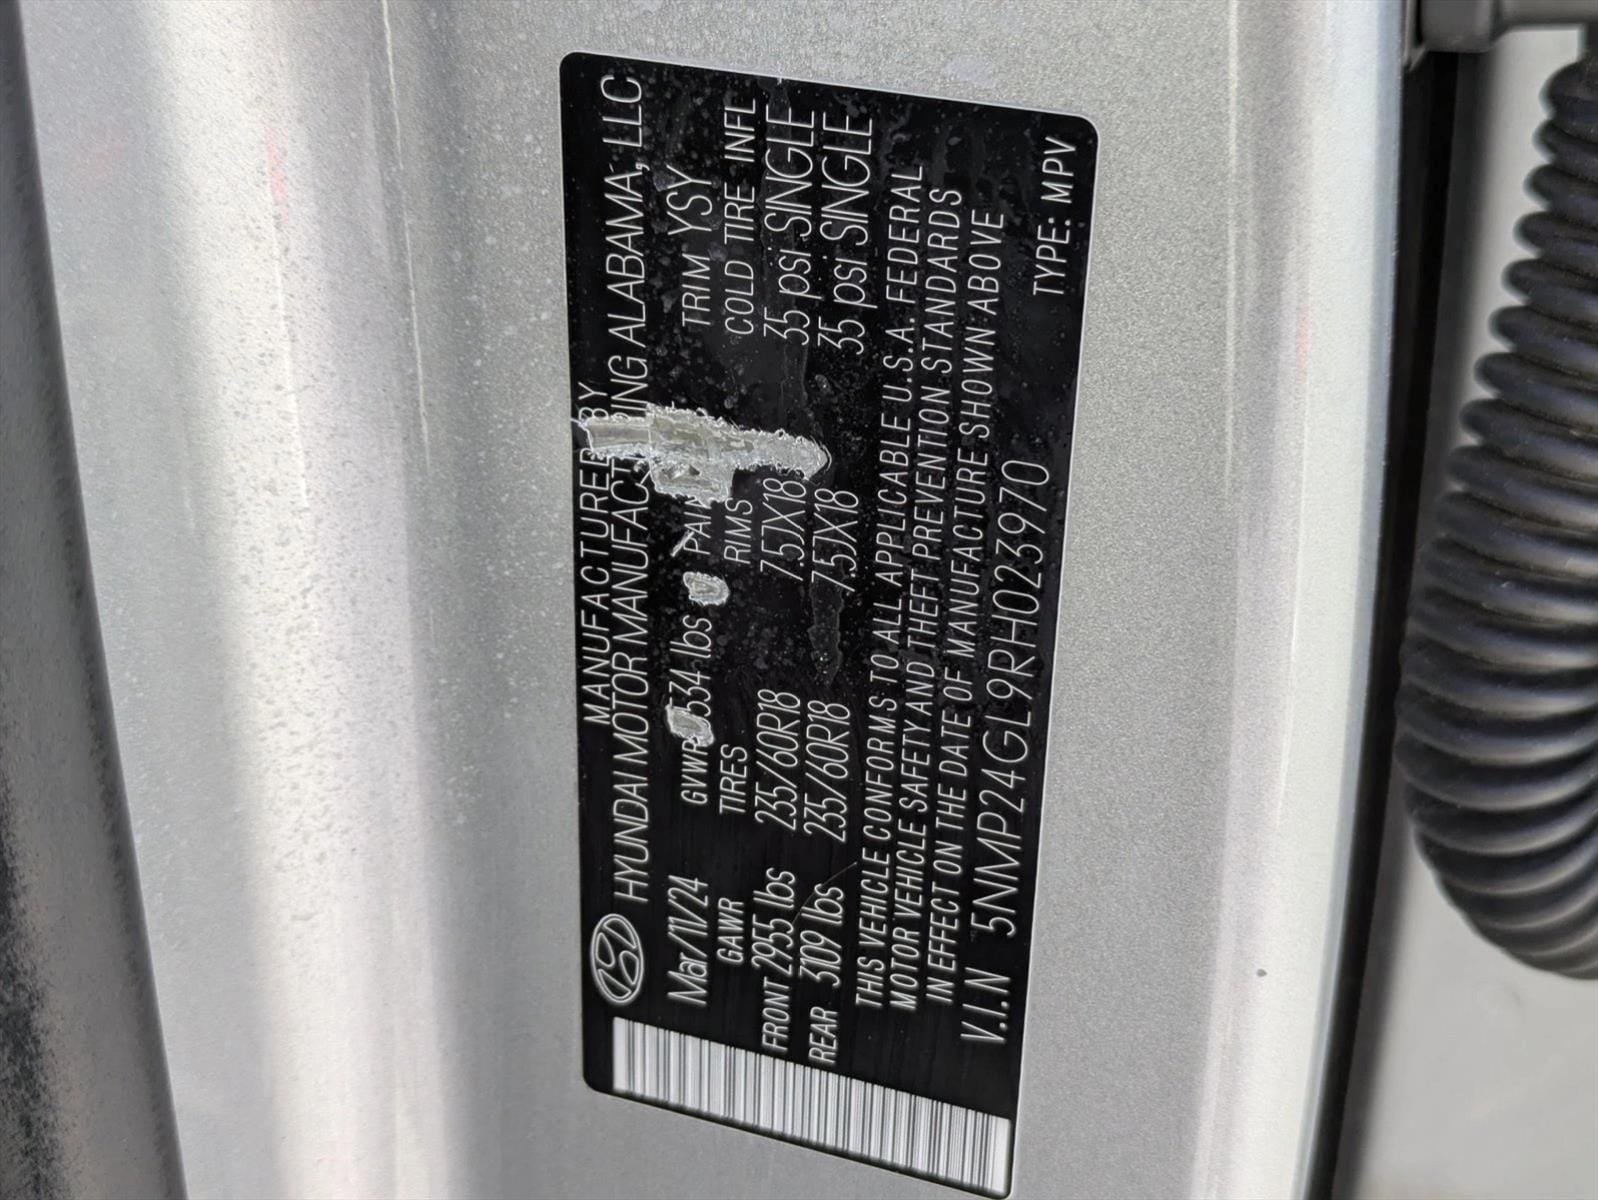 MANUFACTURER BY
HYUNDAI MOTOR MANUFACTURING ALABAMA, LLC
Mar/11/24 GVWR 534 lbs TRIM YSY
GAWR TIRES RIMS COLD TIRE INFL
FRONT 2955 lbs 235/60R18 7.5JX18 35 psi SINGLE
REAR 3109 lbs 235/60R18 7.5JX18 35 psi SINGLE
THIS VEHICLE CONFORMS TO ALL APPLICABLE U.S.A. FEDERAL
MOTOR VEHICLE SAFETY AND THEFT PREVENTION STANDARDS
IN EFFECT ON THE DATE OF MANUFACTURE SHOWN ABOVE
V.I.N 5NMP24GL9RH023970 TYPE: MPV